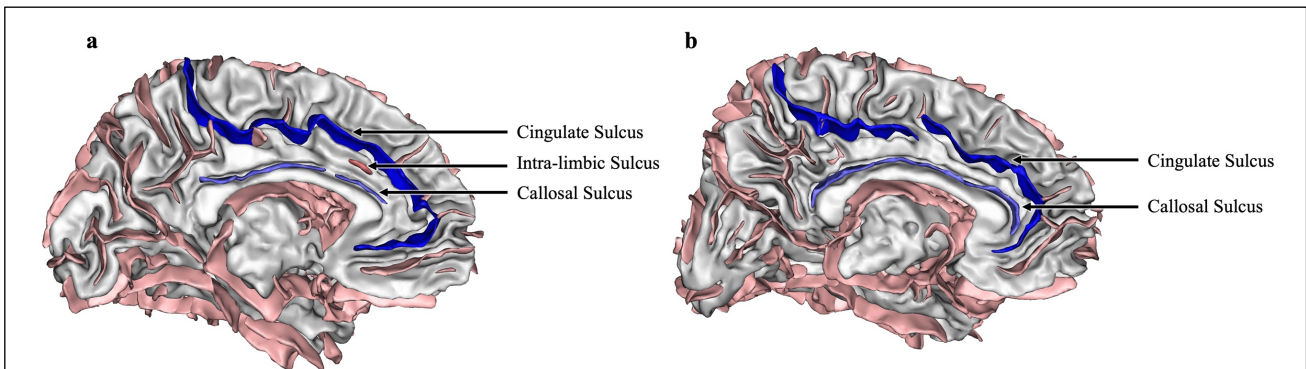 a
Cingulate Sulcus
Intra-limbic Sulcus
Callosal Sulcus
b
Cingulate Sulcus
Callosal Sulcus